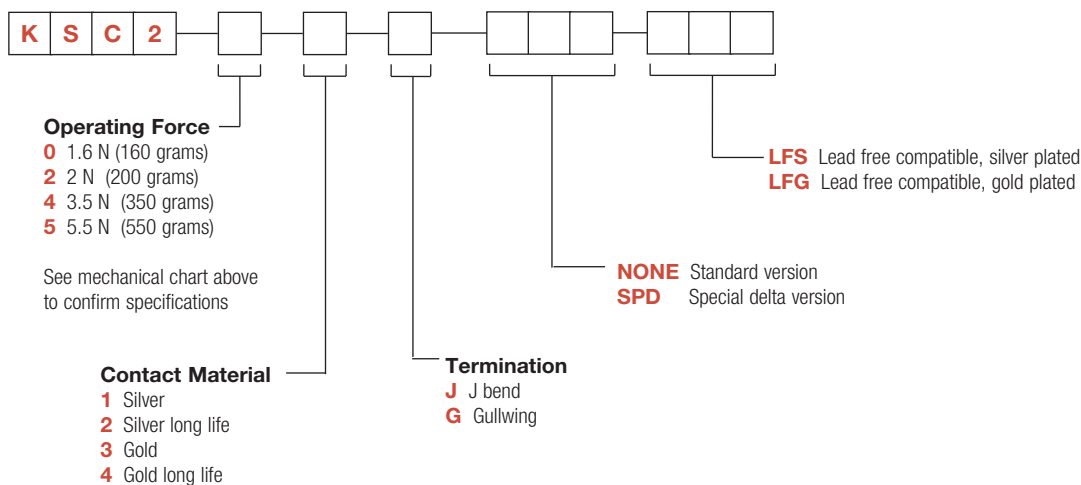 K S C 2
Operating Force
0 1.6 N (160 grams)
2 2 N (200 grams)
4 3.5 N (350 grams)
5 5.5 N (550 grams)
See mechanical chart above
to confirm specifications
Contact Material
1 Silver
2 Silver long life
3 Gold
4 Gold long life
Termination
J J bend
G Gullwing
NONE Standard version
SPD Special delta version
LFS Lead free compatible, silver plated
LFG Lead free compatible, gold plated